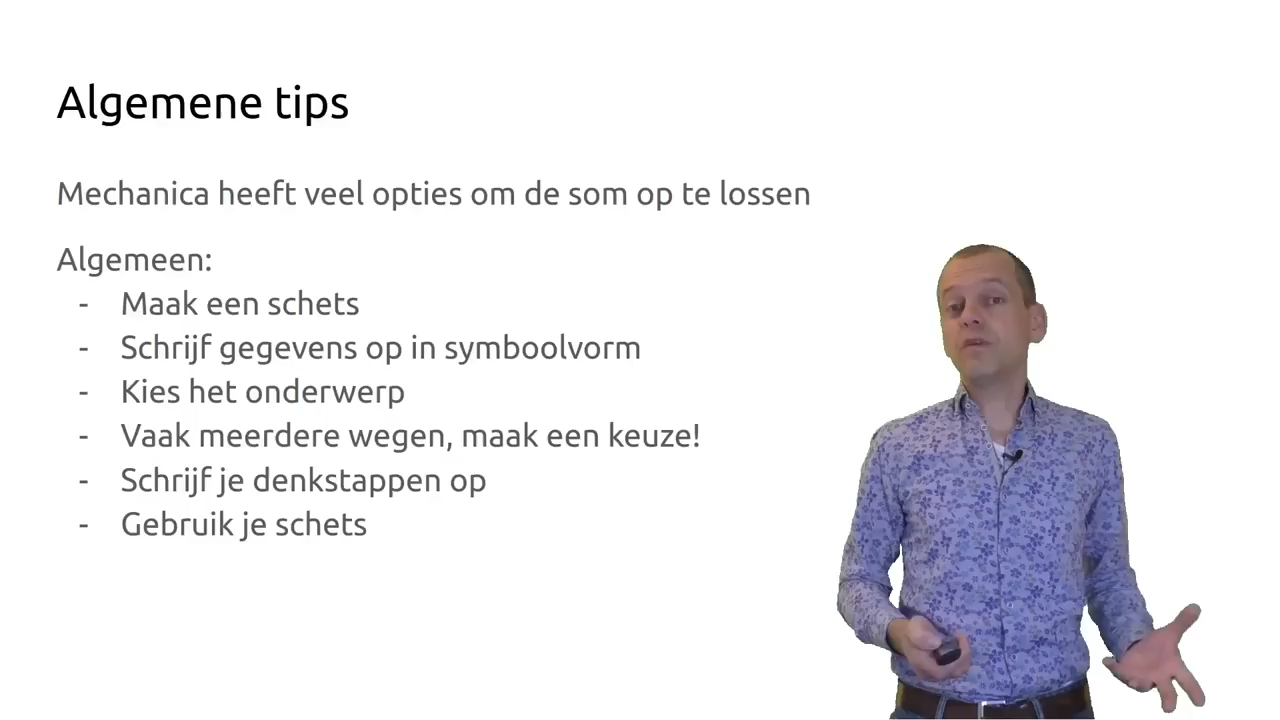 Algemene tips
Mechanica heeft veel opties om de som op te lossen
Algemeen:
- Maak een schets
- Schrijf gegevens op in symboolvorm
- Kies het onderwerp
- Vaak meerdere wegen, maak een keuze!
- Schrijf je denkstappen op
- Gebruik je schets